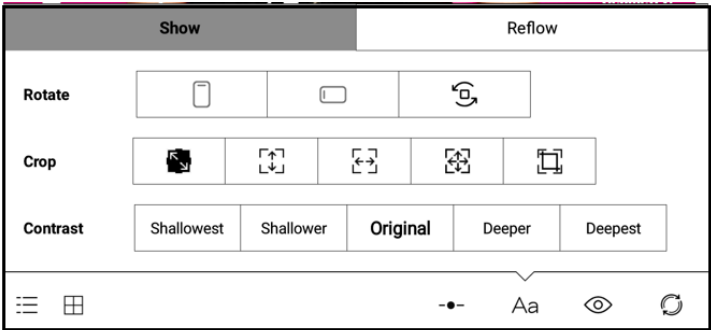 Show Reflow
Rotate
Crop
Contrast Shallowest Shallower Original Deeper Deepest
Aa